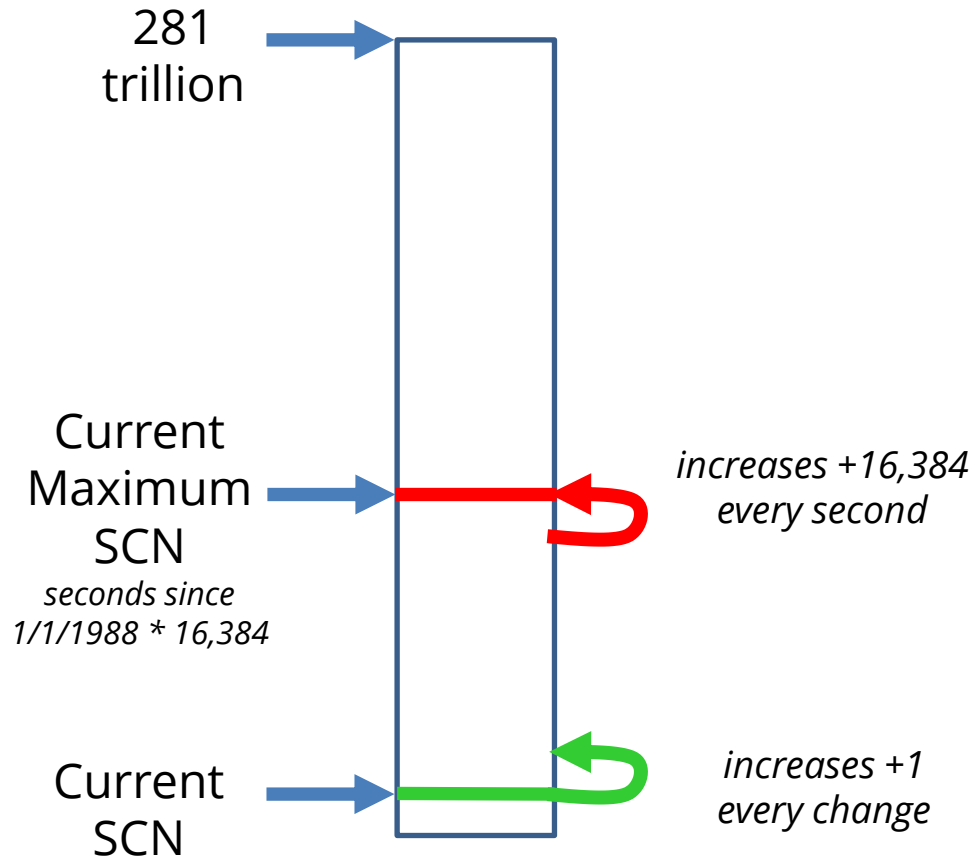 281
trillion
Current
Maximum
SCN
seconds since
1/1/1988 * 16,384
increases +16,384
every second
Current
SCN
increases +1
every change